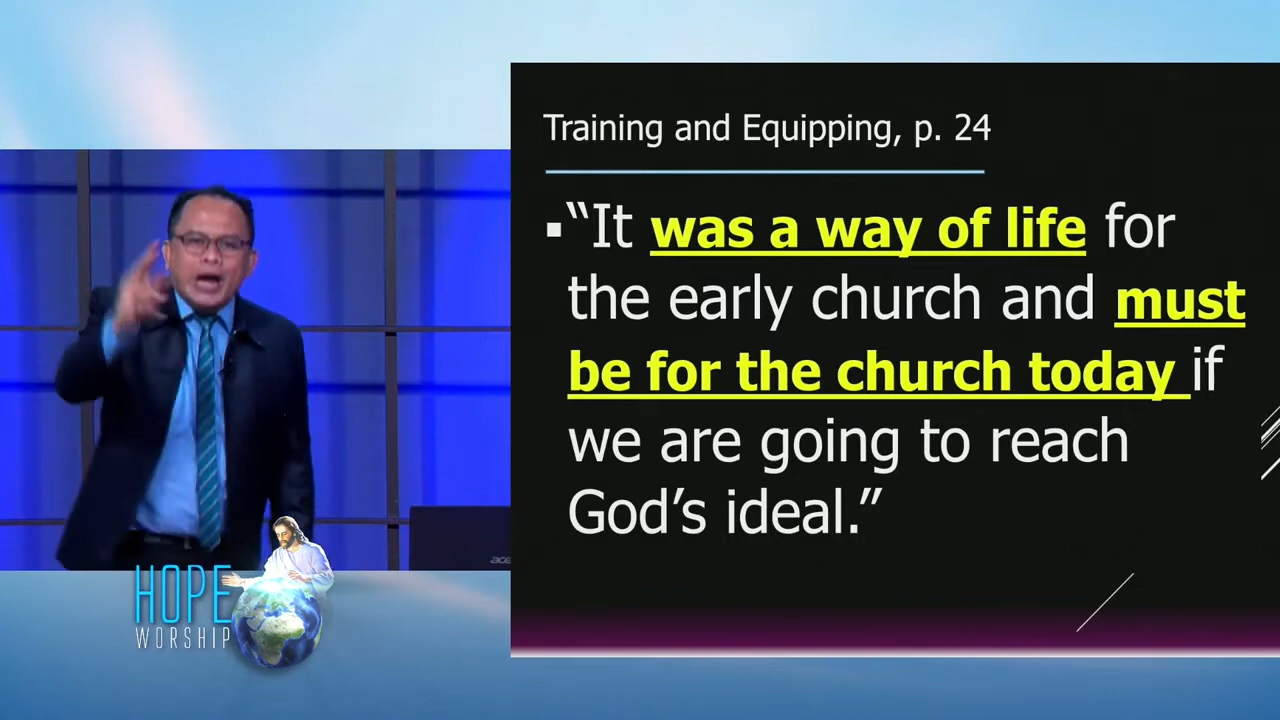 Training and Equipping, p. 24
▪“It was a way of life for
the early church and must
be for the church today if
we are going to reach
God’s ideal.”
acer
HOPE
WORSHIP